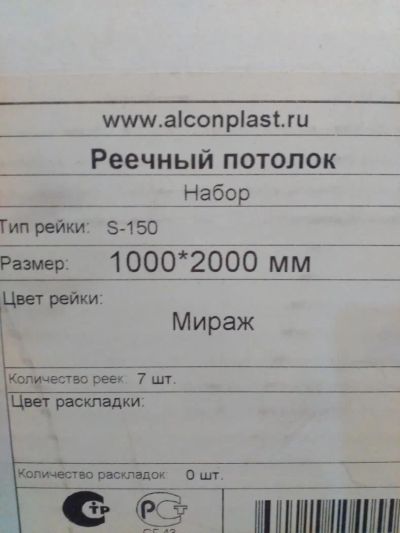 www.alconplast.ru
Реечный потолок
Набор
Тип рейки: S-150
Размер: 1000*2000 мм
Цвет рейки:
Мираж
Количество реек: 7 шт.
Цвет раскладки:
Количество раскладок: 0 шт.